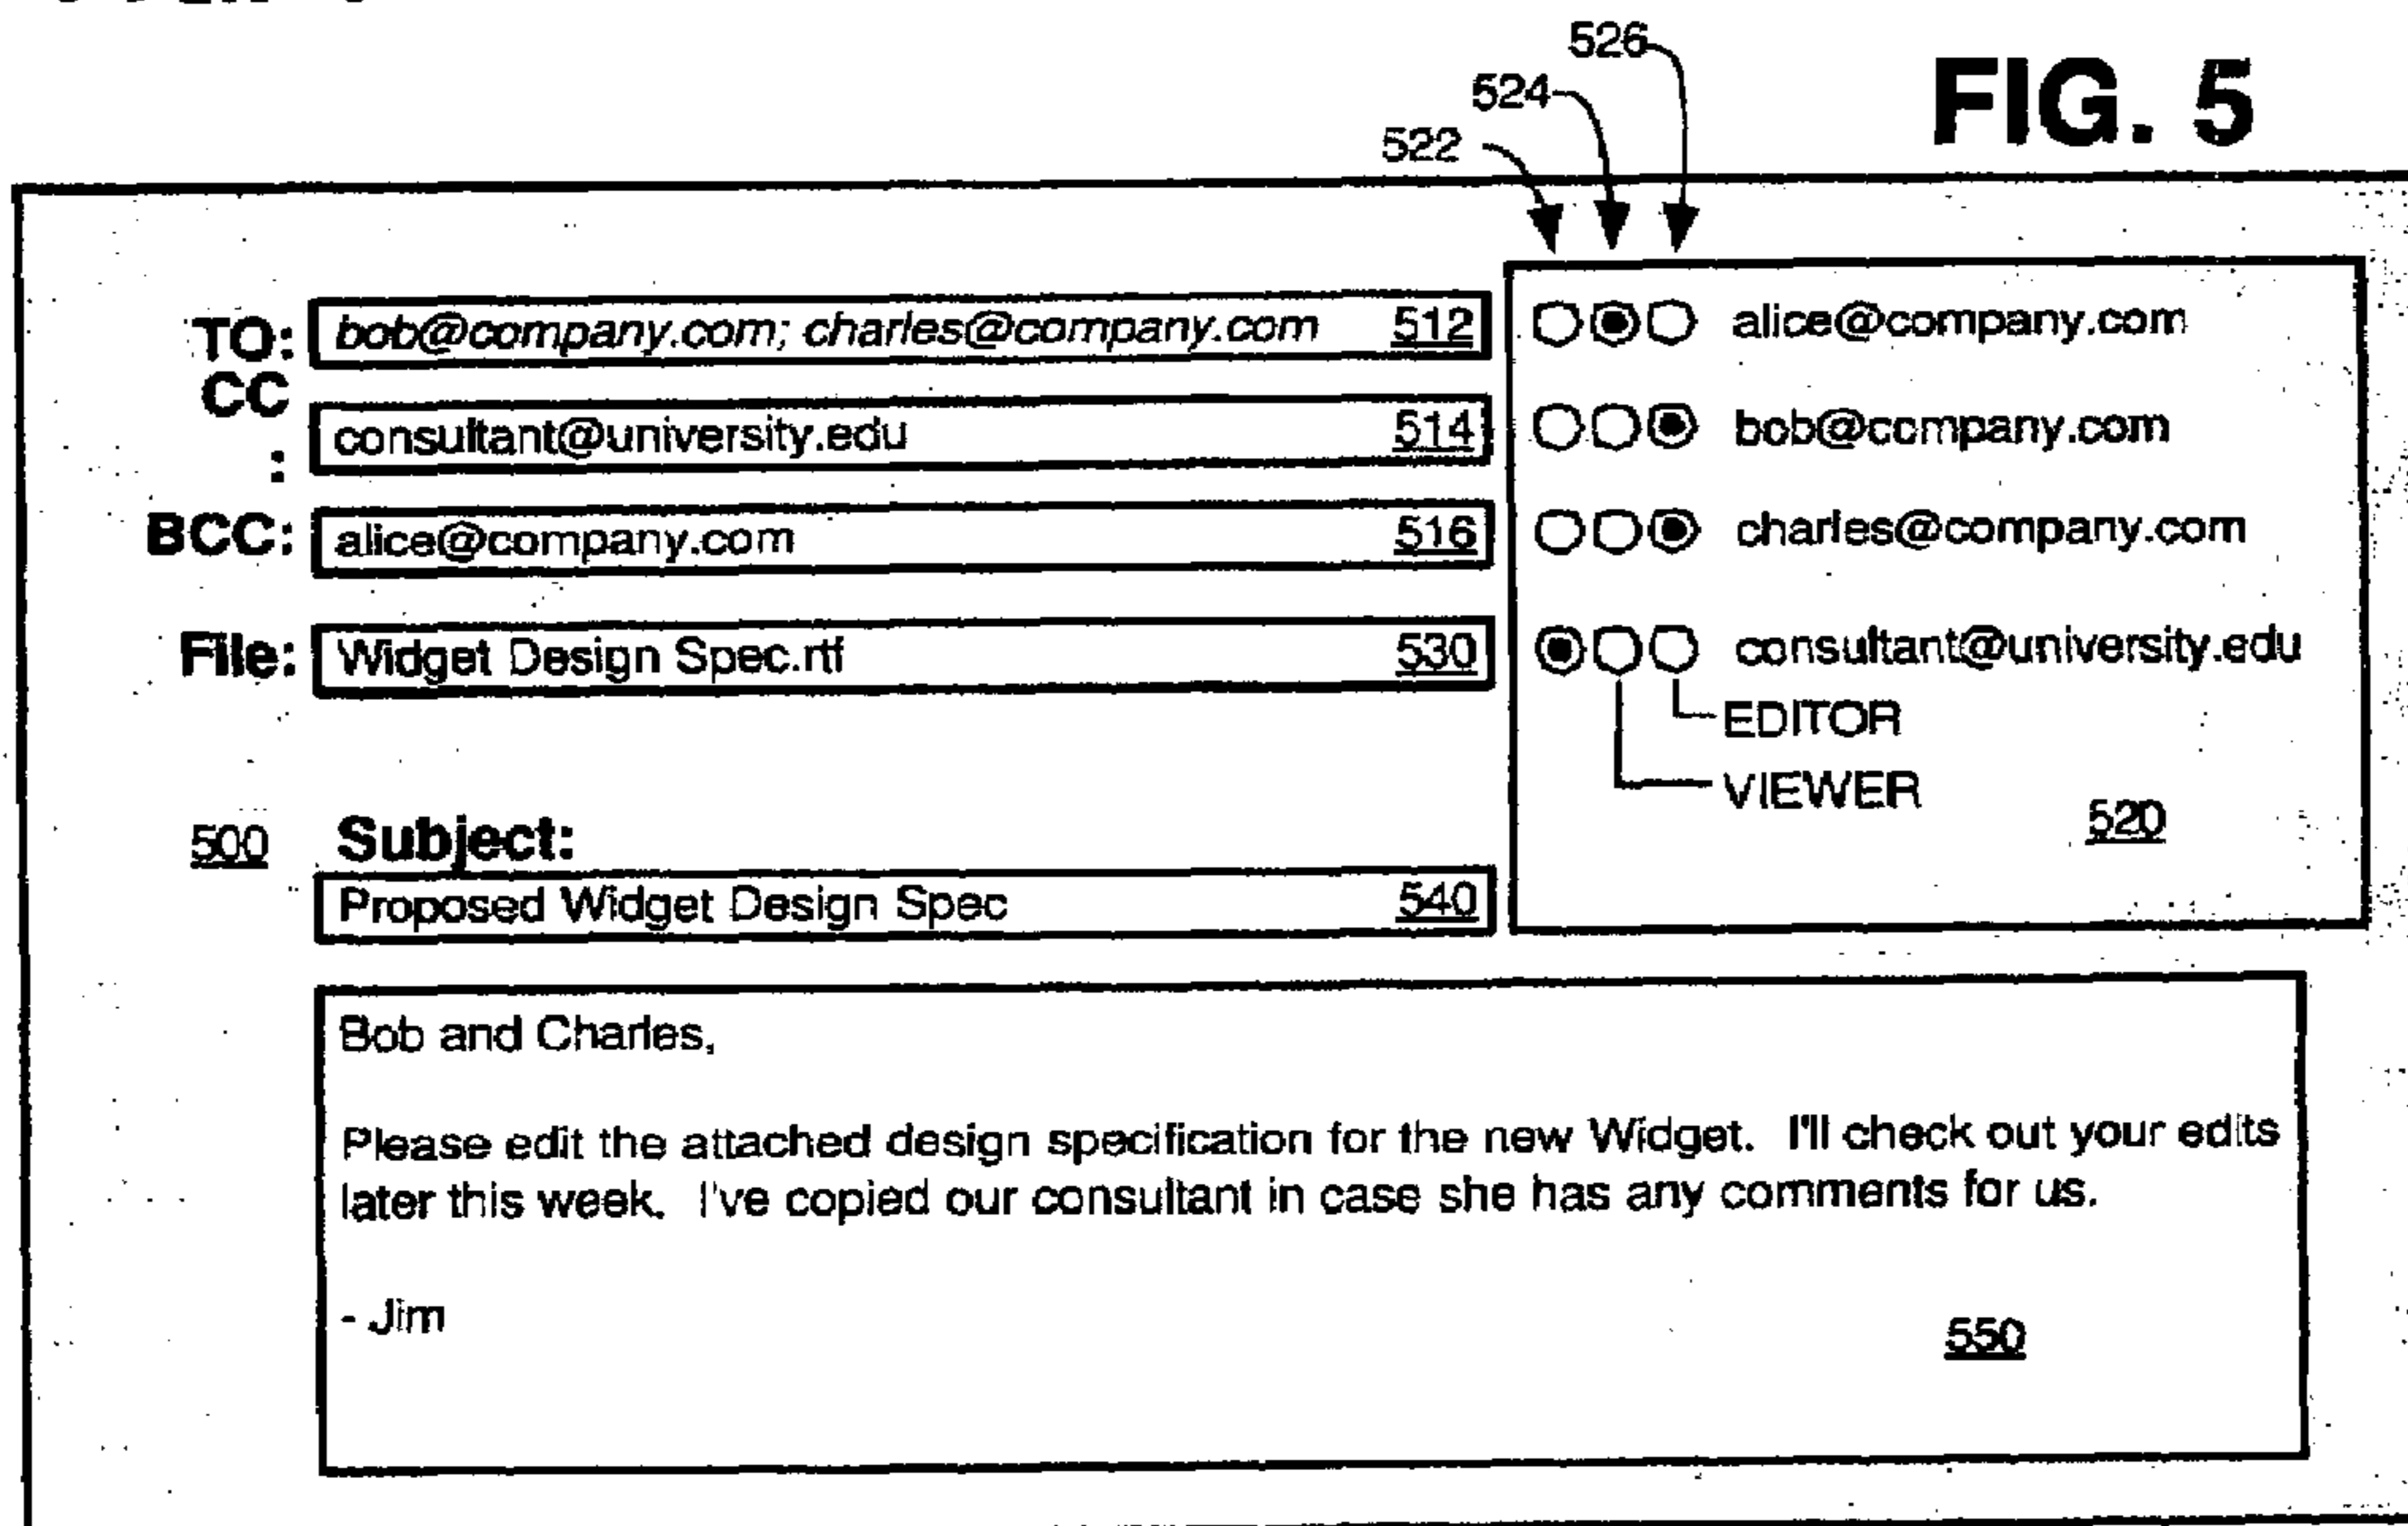 526
524
522
FIG. 5
TO: bob@company.com; charles@company.com 512
CC
: consultant@university.edu 514
BCC: alice@company.com 516
File: Widget Design Spec.rtf 530
500 Subject:
Proposed Widget Design Spec 540
alice@company.com
bob@company.com
charles@company.com
consultant@university.edu
EDITOR
VIEWER
520
Bob and Charles,
Please edit the attached design specification for the new Widget. I'll check out your edits
later this week. I've copied our consultant in case she has any comments for us.
- Jim
550